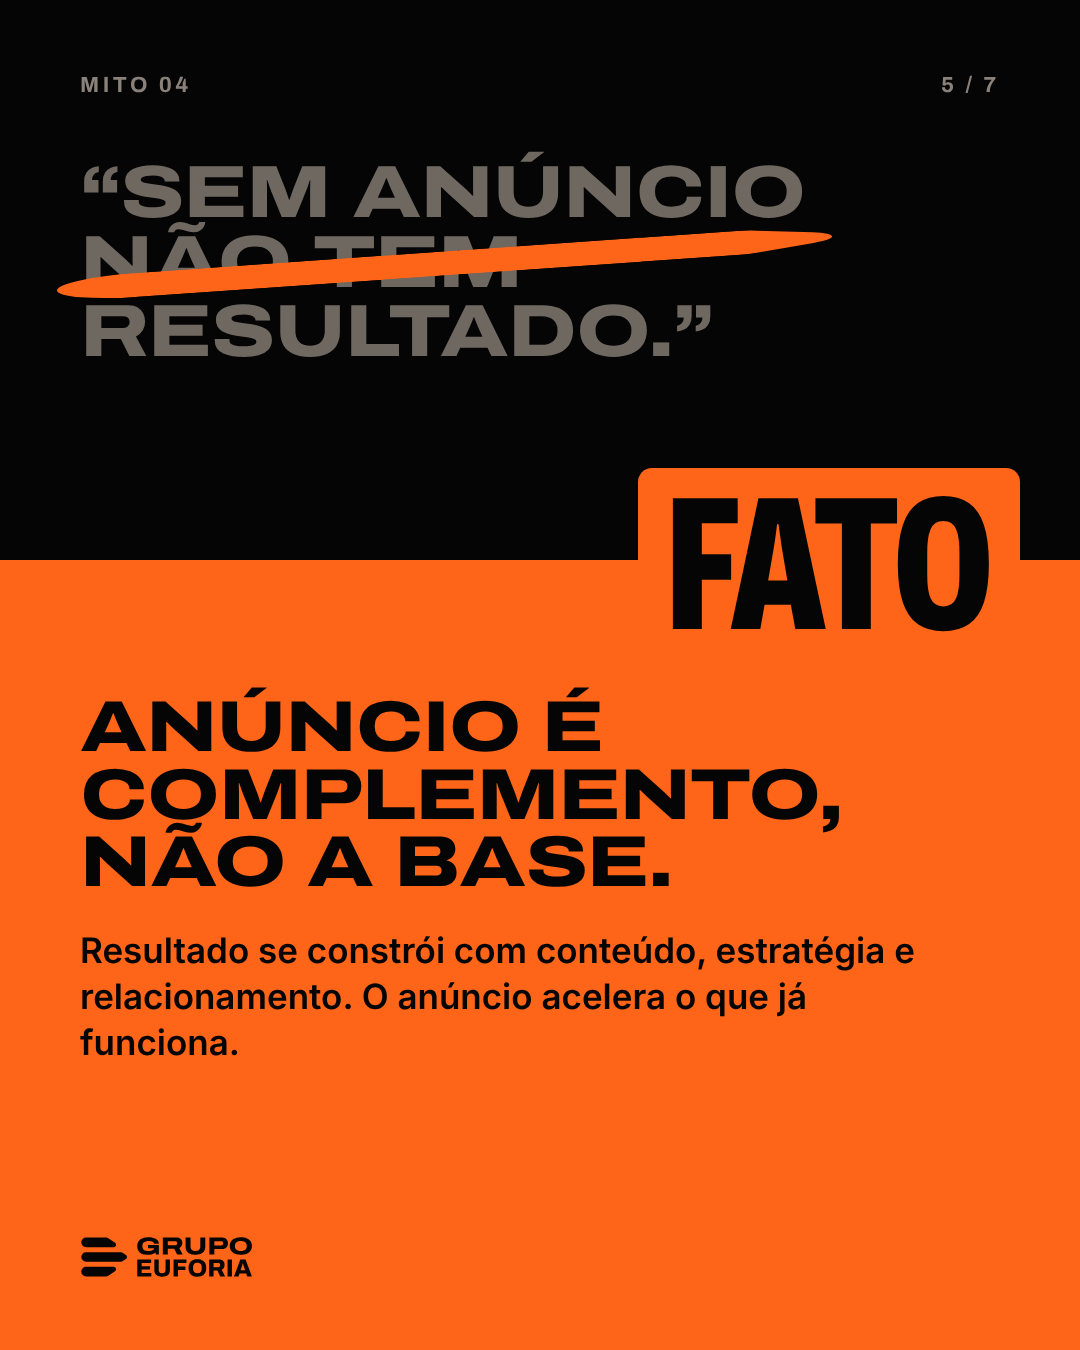 MITO 04
5 / 7
“SEM ANÚNCIO
NÃO TEM
RESULTADO.”
FATO
ANÚNCIO É
COMPLEMENTO,
NÃO A BASE.
Resultado se constrói com conteúdo, estratégia e
relacionamento. O anúncio acelera o que já
funciona.
GRUPO
EUFORIA